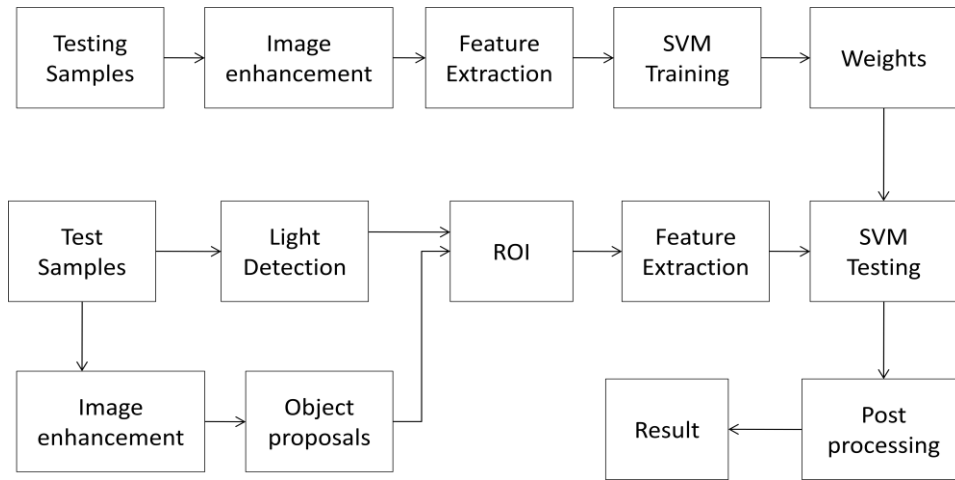 Testing
Samples
Image
enhancement
Feature
Extraction
SVM
Training
Weights
Test
Samples
Light
Detection
ROI
Feature
Extraction
SVM
Testing
Image
enhancement
Object
proposals
Result
Post
processing